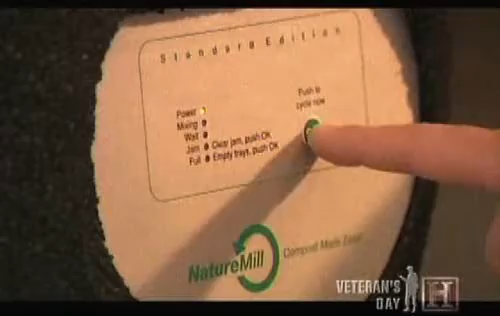 Standard Edition
Push to
cycle now
Power
Mixing
Wait
Jam Clear jam, push OK
Full Empty trays, push OK
NatureMill
Compost Made Easy
VETERAN'S
DAY
H